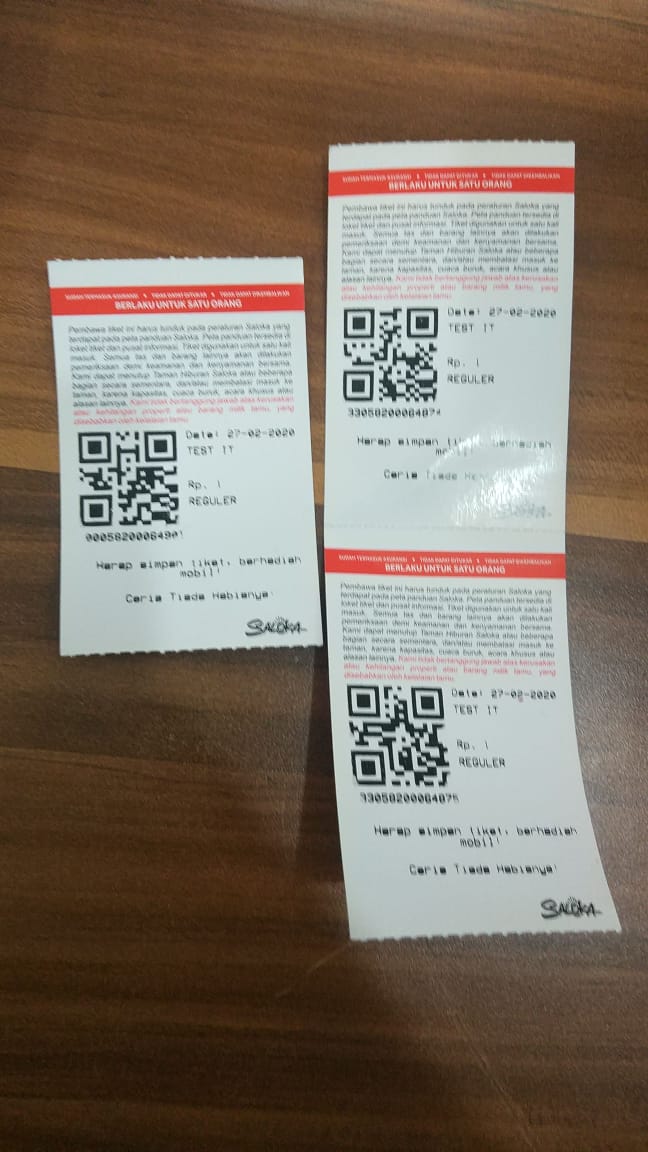 SUDAH TERMASUK ASURANSI TIDAK DAPAT DITUKAR TIDAK DAPAT DIKEMBALIKAN
BERLAKU UNTUK SATU ORANG
Pembawa tiket ini harus tunduk pada peraturan Saloka yang
terdapat pada peta panduan Saloka. Peta panduan tersedia di
loket tiket dan pusat informasi. Tiket digunakan untuk satu kali
masuk. Semua tas dan barang lainnya akan dilakukan
pemeriksaan demi keamanan dan kenyamanan bersama.
Kami dapat menutup Taman Hiburan Saloka atau beberapa
bagian secara sementara, dan/atau membatasi masuk ke
taman, karena kapasitas, cuaca buruk, acara khusus atau
alasan lainnya. Kami tidak bertanggung jawab atas kerusakan
atau kehilangan properti atau barang milik tamu, yang
disebabkan oleh kelalaian tamu.
Date: 27-02-2020
TEST IT
Rp. 1
REGULER
Harap simpan tiket, berhadiah
mobil!
Ceria Tiada Habisnya!
SALOKA
SUDAH TERMASUK ASURANSI TIDAK DAPAT DITUKAR TIDAK DAPAT DIKEMBALIKAN
BERLAKU UNTUK SATU ORANG
Pembawa tiket ini harus tunduk pada peraturan Saloka yang
terdapat pada peta panduan Saloka. Peta panduan tersedia di
loket tiket dan pusat informasi. Tiket digunakan untuk satu kali
masuk. Semua tas dan barang lainnya akan dilakukan
pemeriksaan demi keamanan dan kenyamanan bersama.
Kami dapat menutup Taman Hiburan Saloka atau beberapa
bagian secara sementara, dan/atau membatasi masuk ke
taman, karena kapasitas, cuaca buruk, acara khusus atau
alasan lainnya. Kami tidak bertanggung jawab atas kerusakan
atau kehilangan properti atau barang milik tamu, yang
disebabkan oleh kelalaian tamu.
Date: 27-02-2020
TEST IT
Rp. 1
REGULER
Harap simpan tiket, berhadiah
mobil!
Ceria Tiada
SUDAH TERMASUK ASURANSI TIDAK DAPAT DITUKAR TIDAK DAPAT DIKEMBALIKAN
BERLAKU UNTUK SATU ORANG
Pembawa tiket ini harus tunduk pada peraturan Saloka yang
terdapat pada peta panduan Saloka. Peta panduan tersedia di
loket tiket dan pusat informasi. Tiket digunakan untuk satu kali
masuk. Semua tas dan barang lainnya akan dilakukan
pemeriksaan demi keamanan dan kenyamanan bersama.
Kami dapat menutup Taman Hiburan Saloka atau beberapa
bagian secara sementara, dan/atau membatasi masuk ke
taman, karena kapasitas, cuaca buruk, acara khusus atau
alasan lainnya. Kami tidak bertanggung jawab atas kerusakan
atau kehilangan properti atau barang milik tamu, yang
disebabkan oleh kelalaian tamu.
Date: 27-02-2020
TEST IT
Rp. 1
REGULER
Harap simpan tiket, berhadiah
mobil!
Ceria Tiada Habisnya!
SALOKA